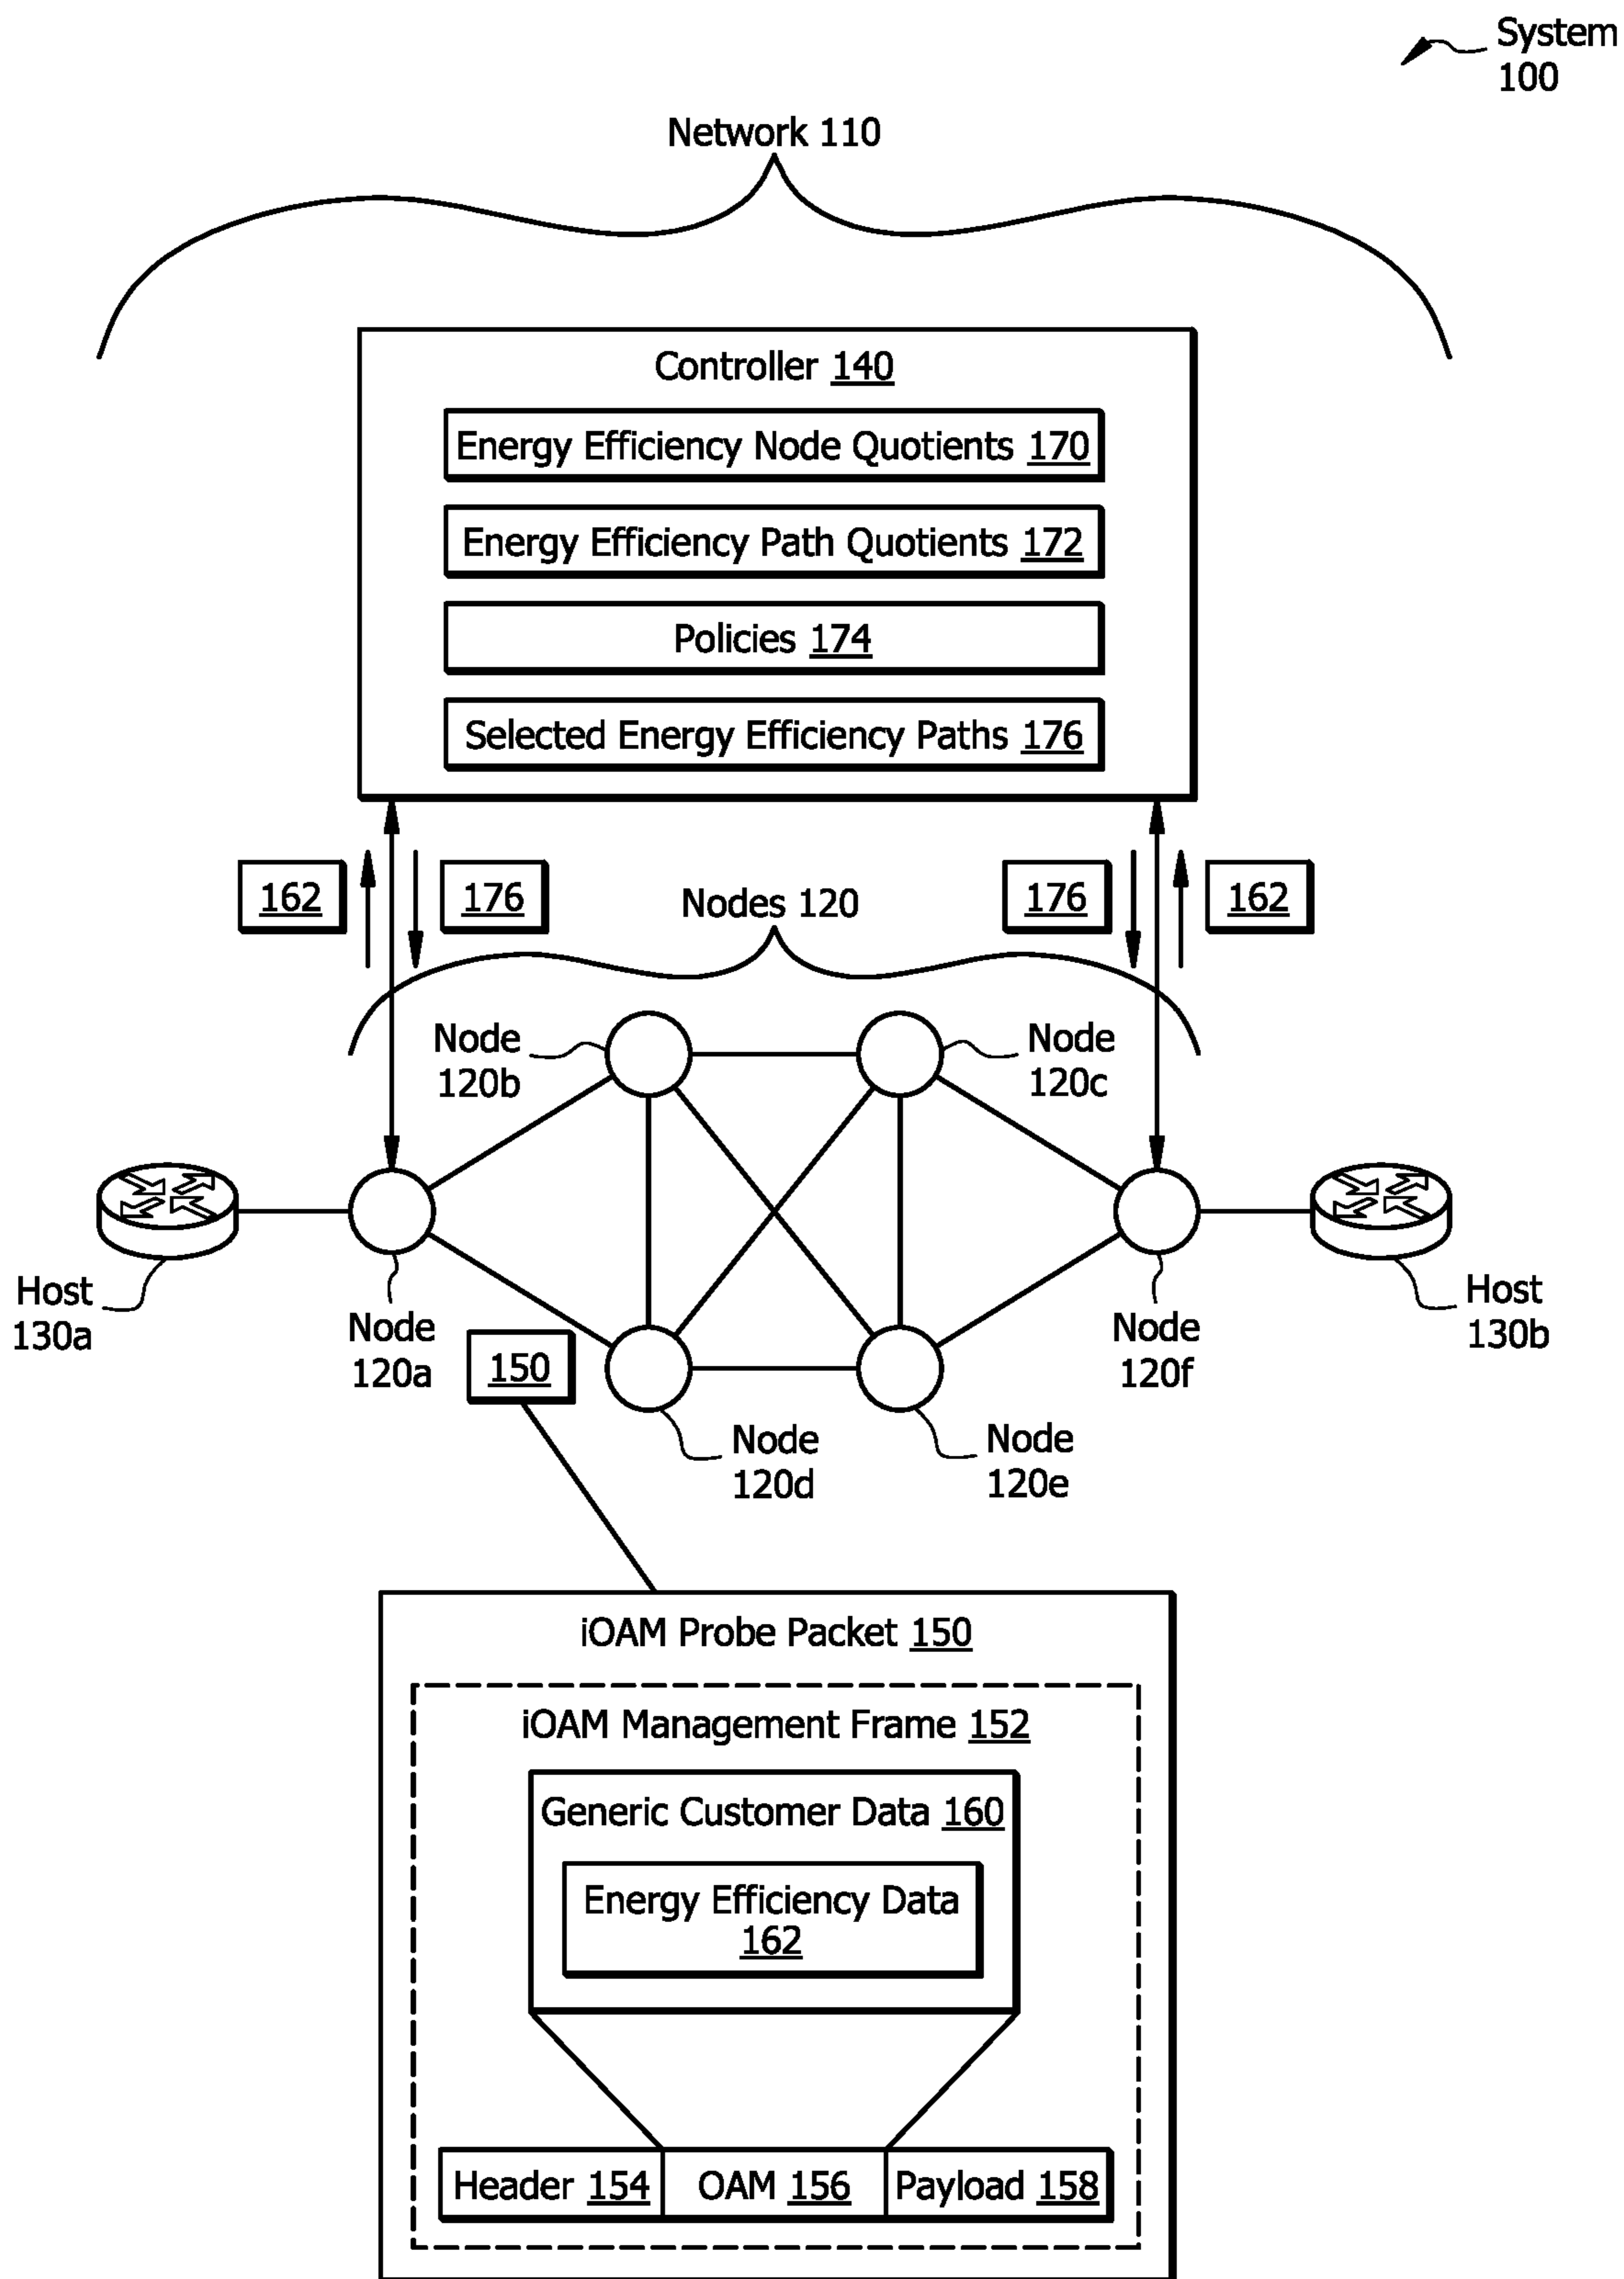 System
100
Network 110
Controller 140
Energy Efficiency Node Quotients 170
Energy Efficiency Path Quotients 172
Policies 174
Selected Energy Efficiency Paths 176
162
176
Nodes 120
176
162
Node
120b
Node
120c
Host
130a
Node
120a
150
Node
120f
Host
130b
Node
120d
Node
120e
iOAM Probe Packet 150
iOAM Management Frame 152
Generic Customer Data 160
Energy Efficiency Data
162
Header 154
OAM 156
Payload 158